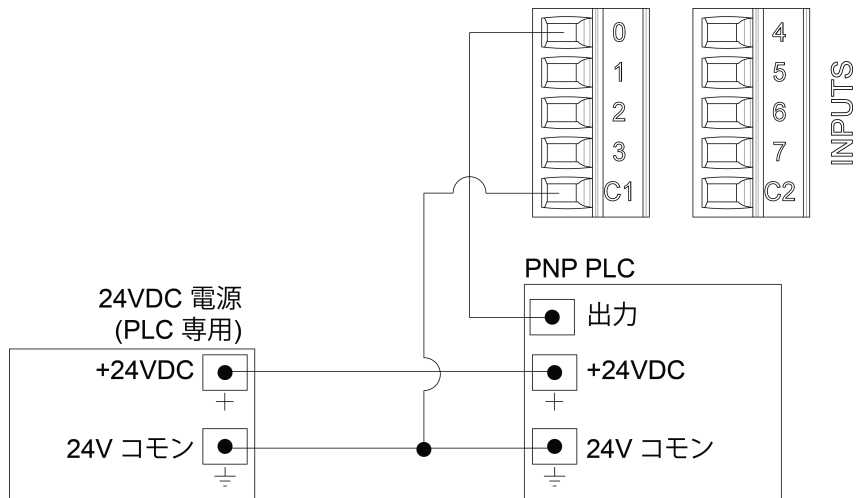 0
1
2
3
C1
4
5
6
7
C2
INPUTS
PNP PLC
出力
+24VDC
24V コモン
24VDC 電源
(PLC 専用)
+24VDC
24V コモン